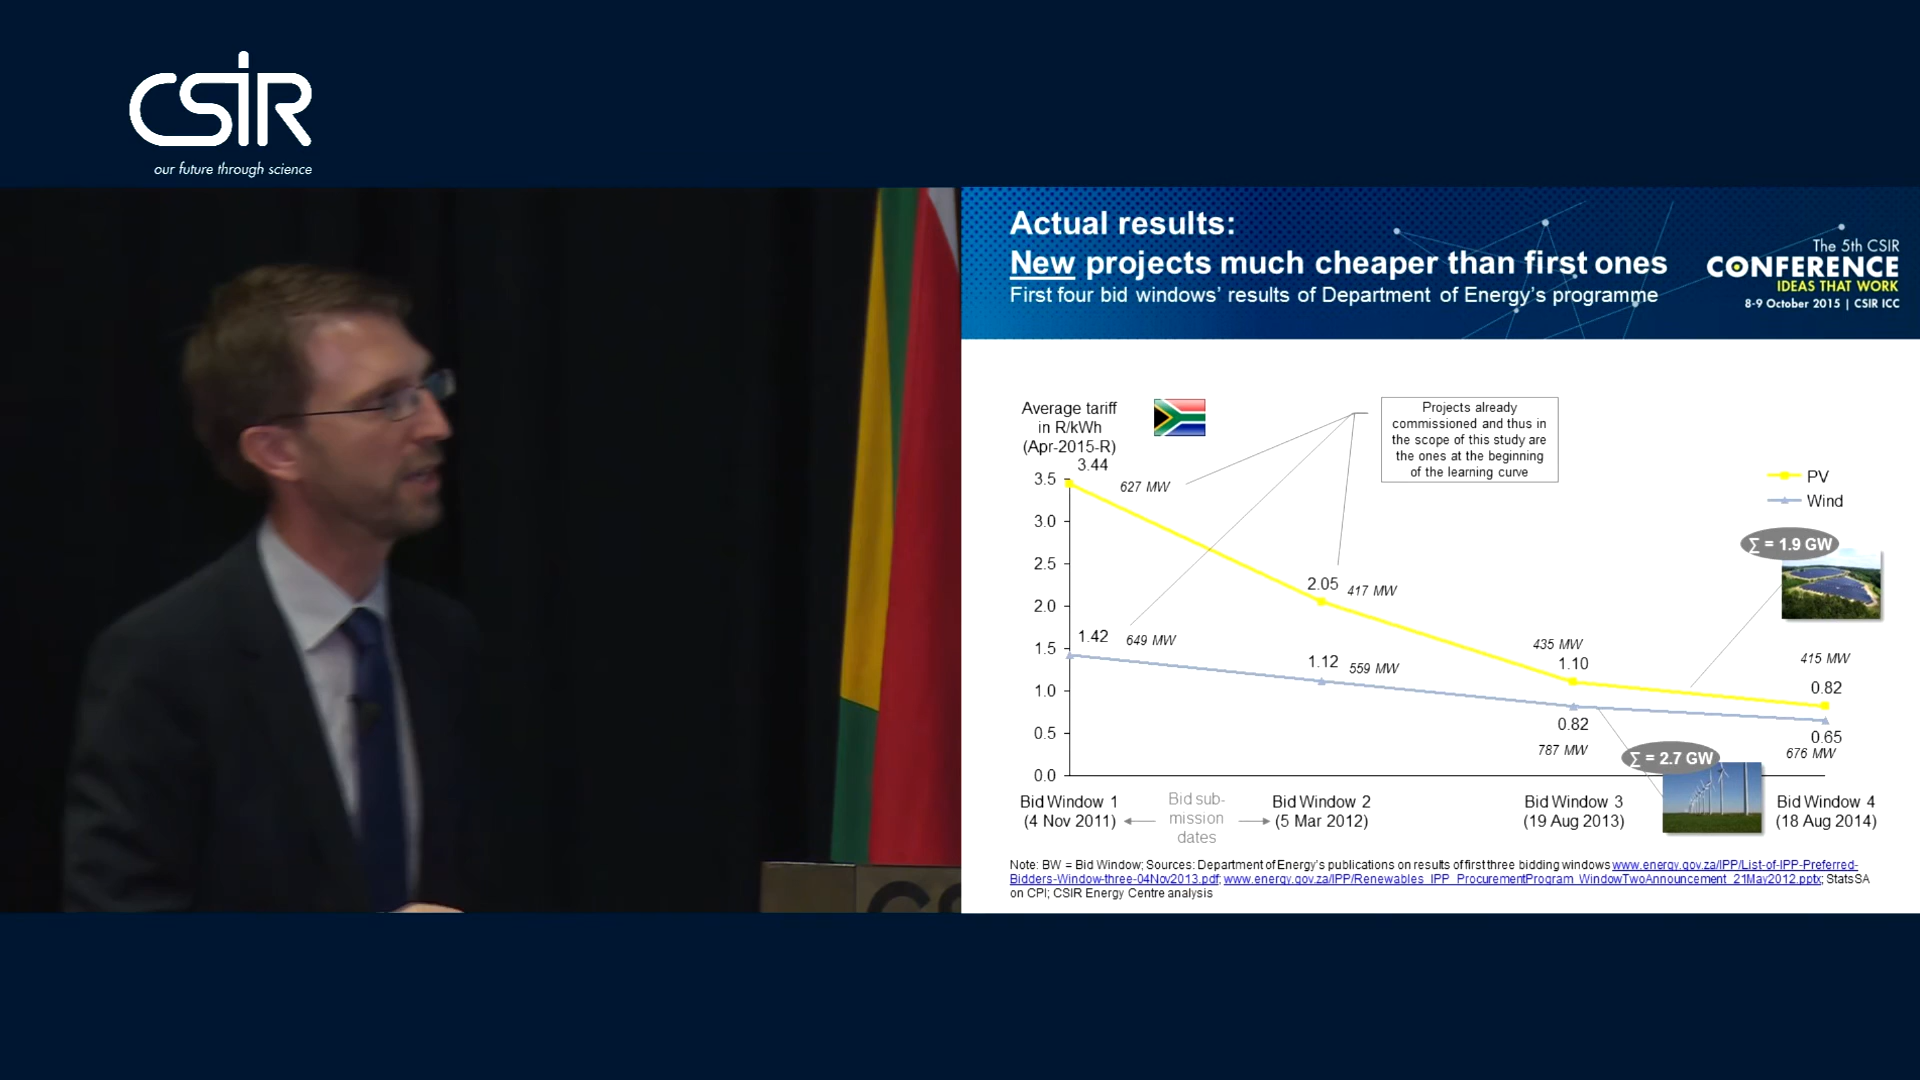 CSIR
our future through science
Actual results:
New projects much cheaper than first ones
First four bid windows' results of Department of Energy's programme
The 5th CSIR
CONFERENCE
IDEAS THAT WORK
8-9 October 2015 | CSIR ICC
Average tariff
in R/kWh
(Apr-2015-R)
Projects already
commissioned and thus in
the scope of this study are
the ones at the beginning
of the learning curve
PV
Wind
3.44
3.5
627 MW
3.0
∑ = 1.9 GW
2.5
2.05
417 MW
2.0
1.42
649 MW
1.5
1.12
559 MW
435 MW
1.10
415 MW
0.82
1.0
0.82
0.5
0.65
787 MW
676 MW
∑ = 2.7 GW
0.0
Bid Window 1
(4 Nov 2011)
Bid sub-
mission
dates
Bid Window 2
(5 Mar 2012)
Bid Window 3
(19 Aug 2013)
Bid Window 4
(18 Aug 2014)
Note: BW = Bid Window; Sources: Department of Energy's publications on results of first three bidding windows www.energy.gov.za/IPP/List-of-IPP-Preferred-
Bidders-Window-three-04Nov2013.pdf; www.energy.gov.za/IPP/Renewables_IPP_ProcurementProgram_WindowTwoAnnouncement_21May2012.pptx; StatsSA
on CPI; CSIR Energy Centre analysis
CS